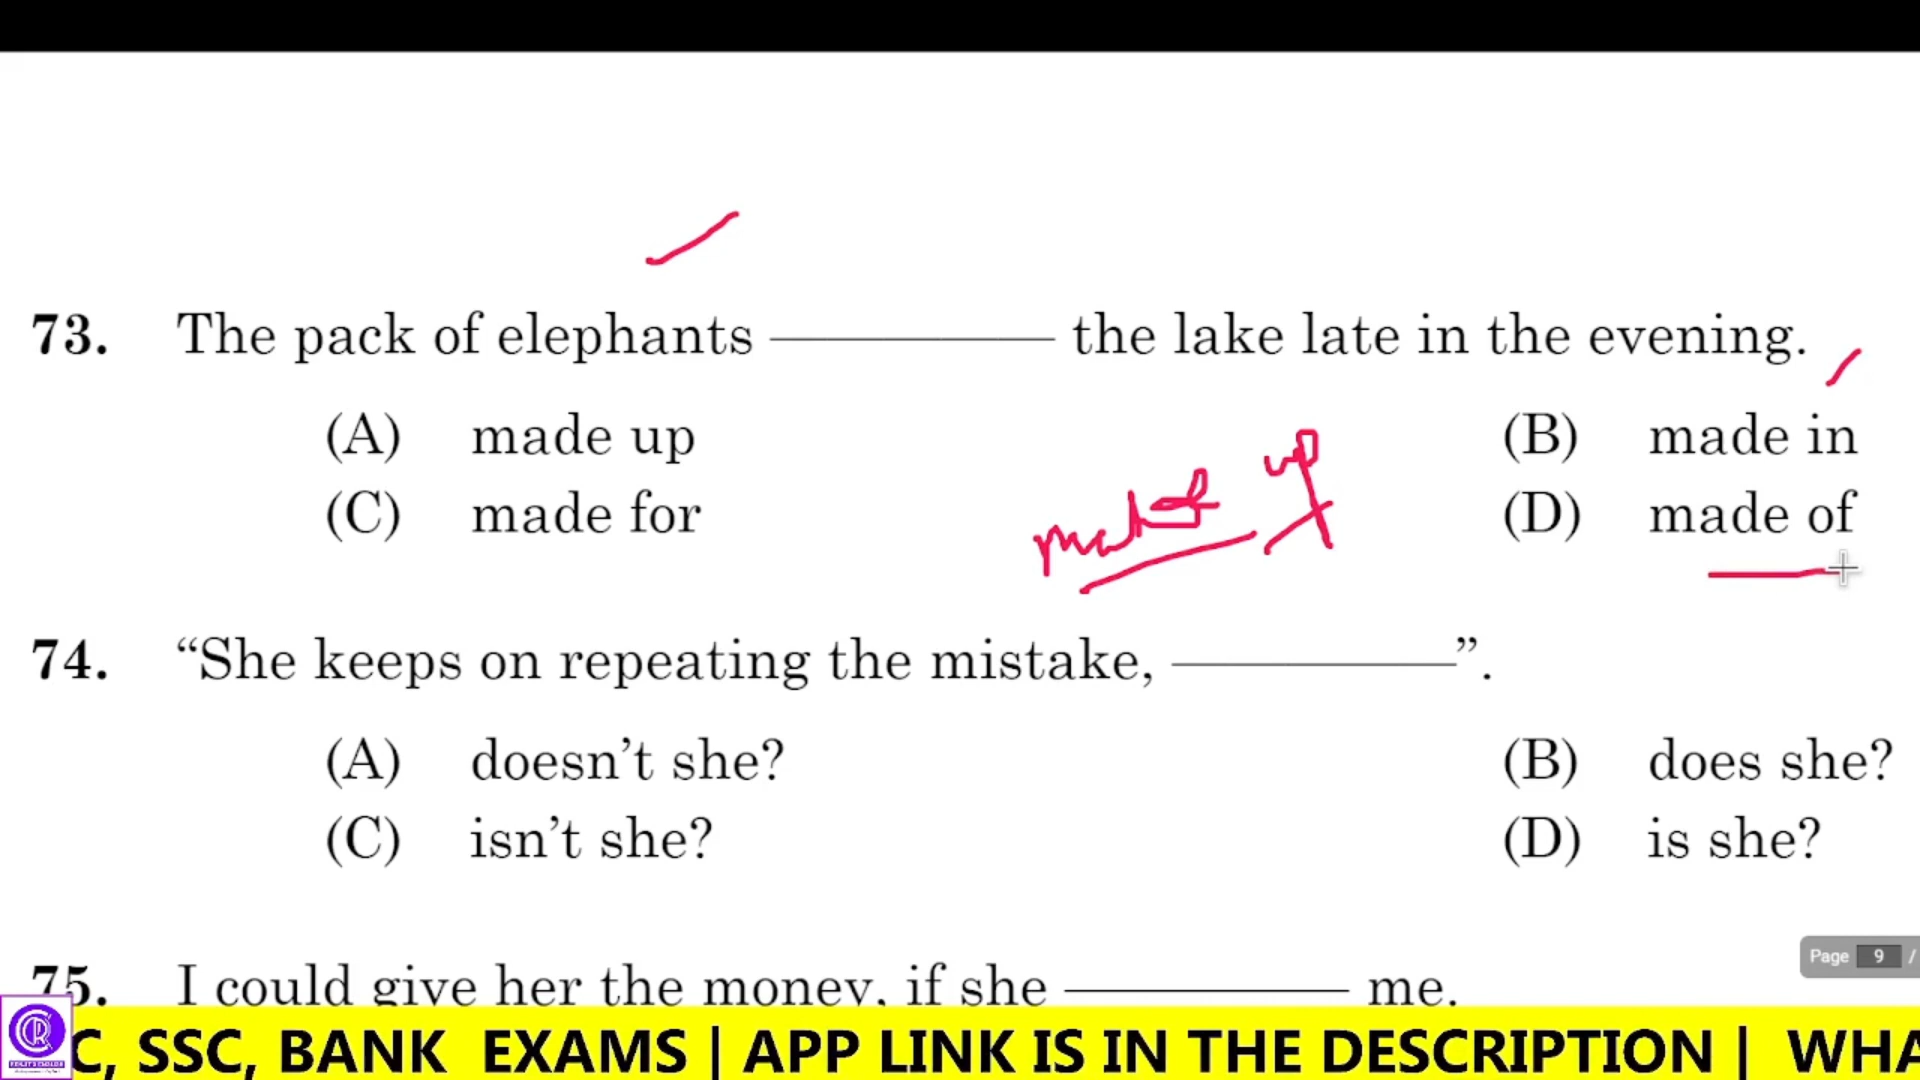 73. The pack of elephants ________ the lake late in the evening.
(A) made up (B) made in
make up
(C) made for (D) made of
74. “She keeps on repeating the mistake, ________”.
(A) doesn’t she? (B) does she?
(C) isn’t she? (D) is she?
Page 9 /
75. I could give her the money, if she ________ me.
C, SSC, BANK EXAMS | APP LINK IS IN THE DESCRIPTION | WHA